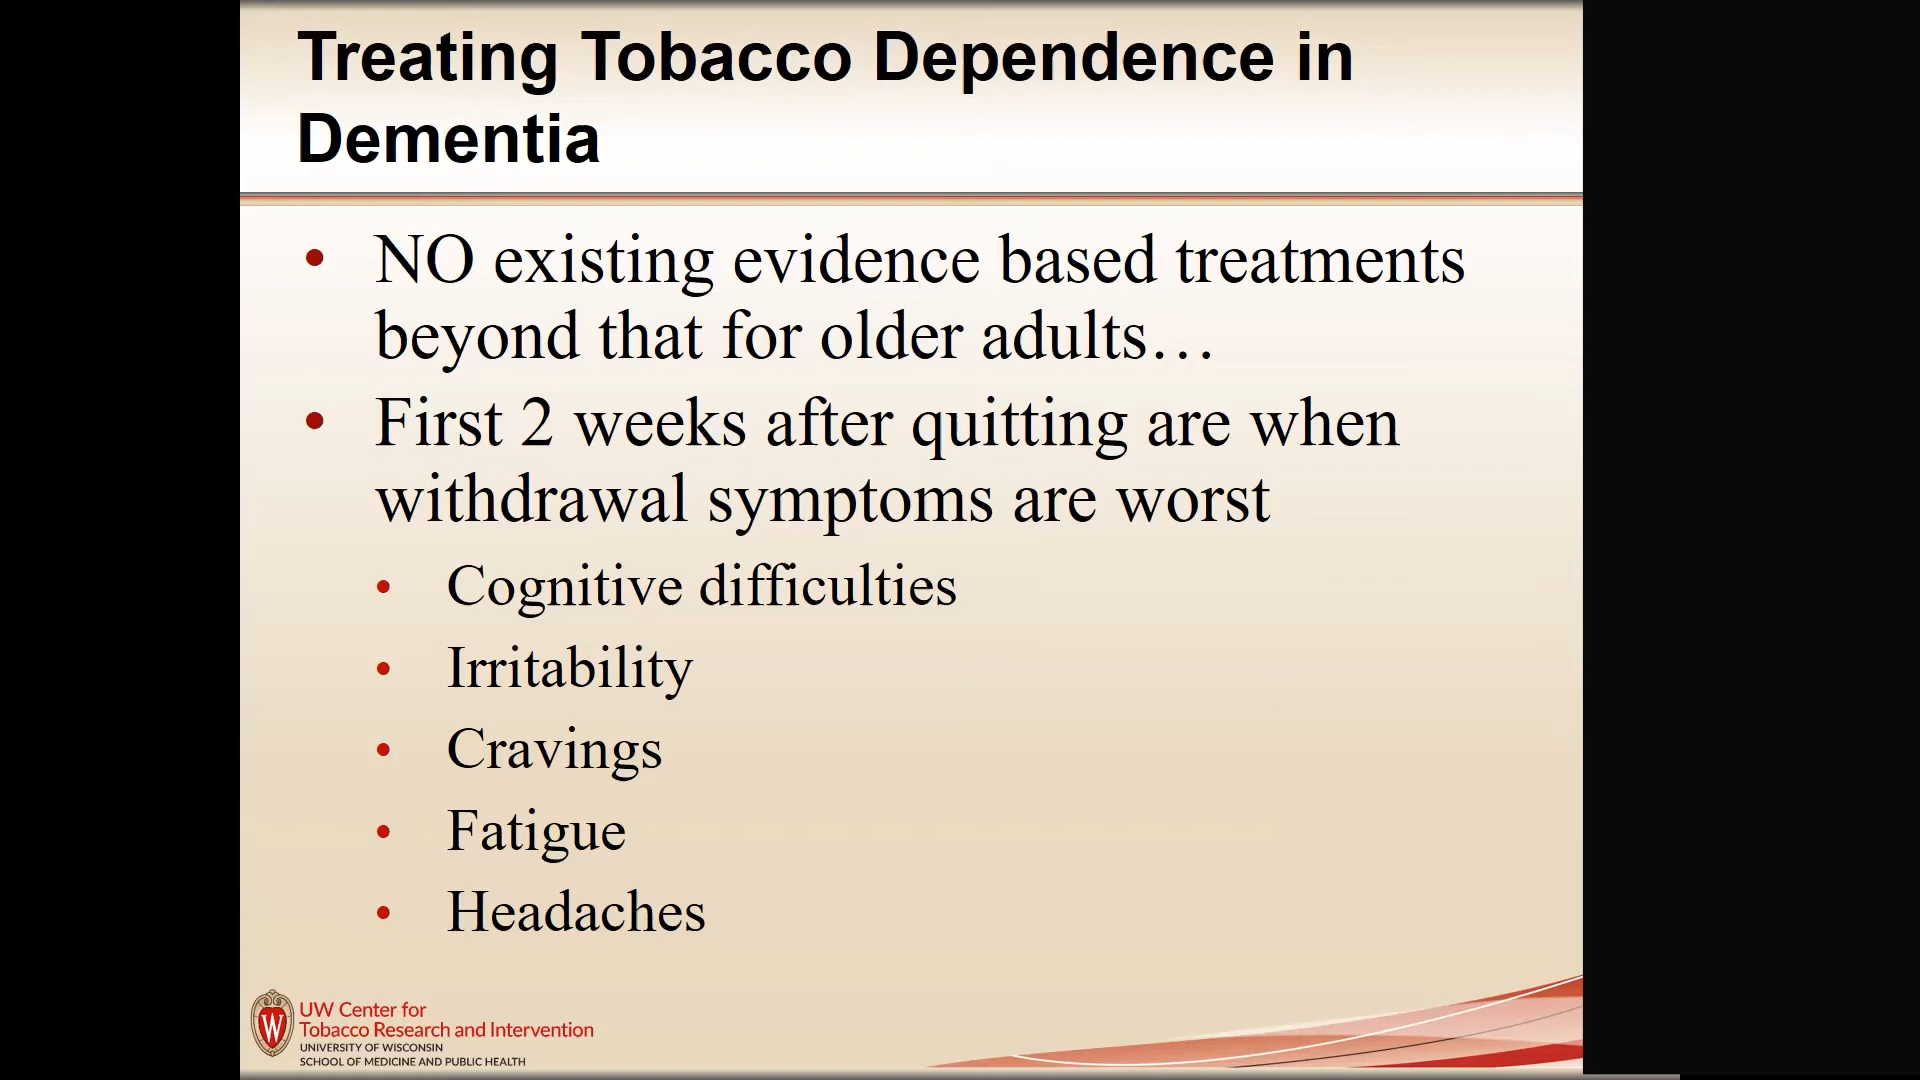 Treating Tobacco Dependence in
Dementia
• NO existing evidence based treatments
beyond that for older adults…
• First 2 weeks after quitting are when
withdrawal symptoms are worst
• Cognitive difficulties
• Irritability
• Cravings
• Fatigue
• Headaches
W
UW Center for
Tobacco Research and Intervention
UNIVERSITY OF WISCONSIN
SCHOOL OF MEDICINE AND PUBLIC HEALTH